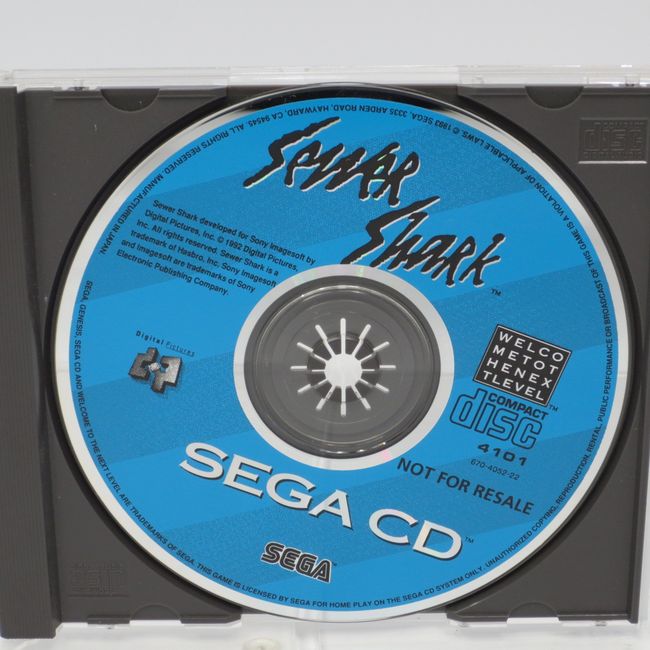 Sewer
Shark™
Sewer Shark developed for Sony Imagesoft by
Digital Pictures, Inc. © 1992 Digital Pictures,
Inc. All rights reserved. Sewer Shark is a
trademark of Hasbro, Inc. Sony Imagesoft
and Imagesoft are trademarks of Sony
Electronic Publishing Company.
Digital Pictures
dp
WELCO
METOT
HENEX
TLEVEL™
COMPACT
disc
4101
670-4052-22
NOT FOR RESALE
SEGA CD™
SEGA
SEGA, GENESIS, SEGA CD AND WELCOME TO THE NEXT LEVEL ARE TRADEMARKS OF SEGA. THIS GAME IS LICENSED BY SEGA FOR HOME PLAY ON THE SEGA CD SYSTEM ONLY. UNAUTHORIZED COPYING, REPRODUCTION, RENTAL, PUBLIC PERFORMANCE OR BROADCAST OF THIS GAME IS A VIOLATION OF APPLICABLE LAWS. © 1993 SEGA, 3335 ARDEN ROAD, HAYWARD, CA 94545. ALL RIGHTS RESERVED. MANUFACTURED IN JAPAN.
disc